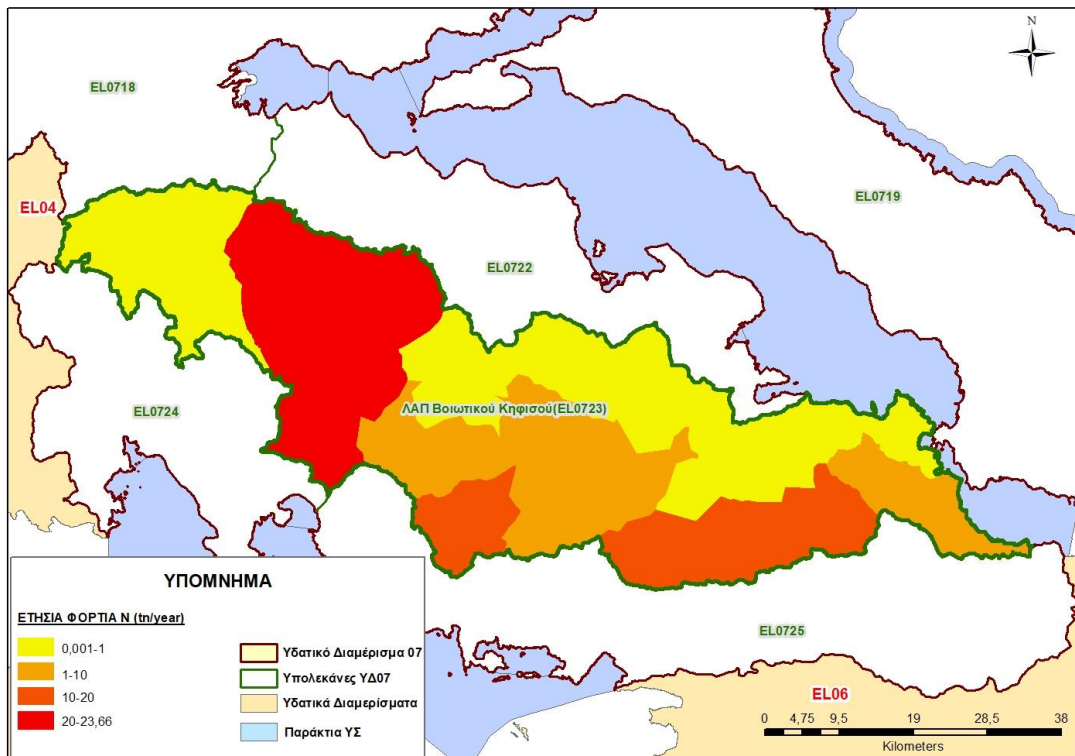 N
EL0718
EL04
EL0719
EL0722
EL0724
ΛΑΠ Βοιωτικού Κηφισού(EL0723)
EL0725
EL06
ΥΠΟΜΝΗΜΑ
ΕΤΗΣΙΑ ΦΟΡΤΙΑ Ν (tn/year)
0,001-1
1-10
10-20
20-23,66
Υδατικό Διαμέρισμα 07
Υπολεκάνες ΥΔ07
Υδατικά Διαμερίσματα
Παράκτια ΥΣ
0 4,75 9,5 19 28,5 38
Kilometers